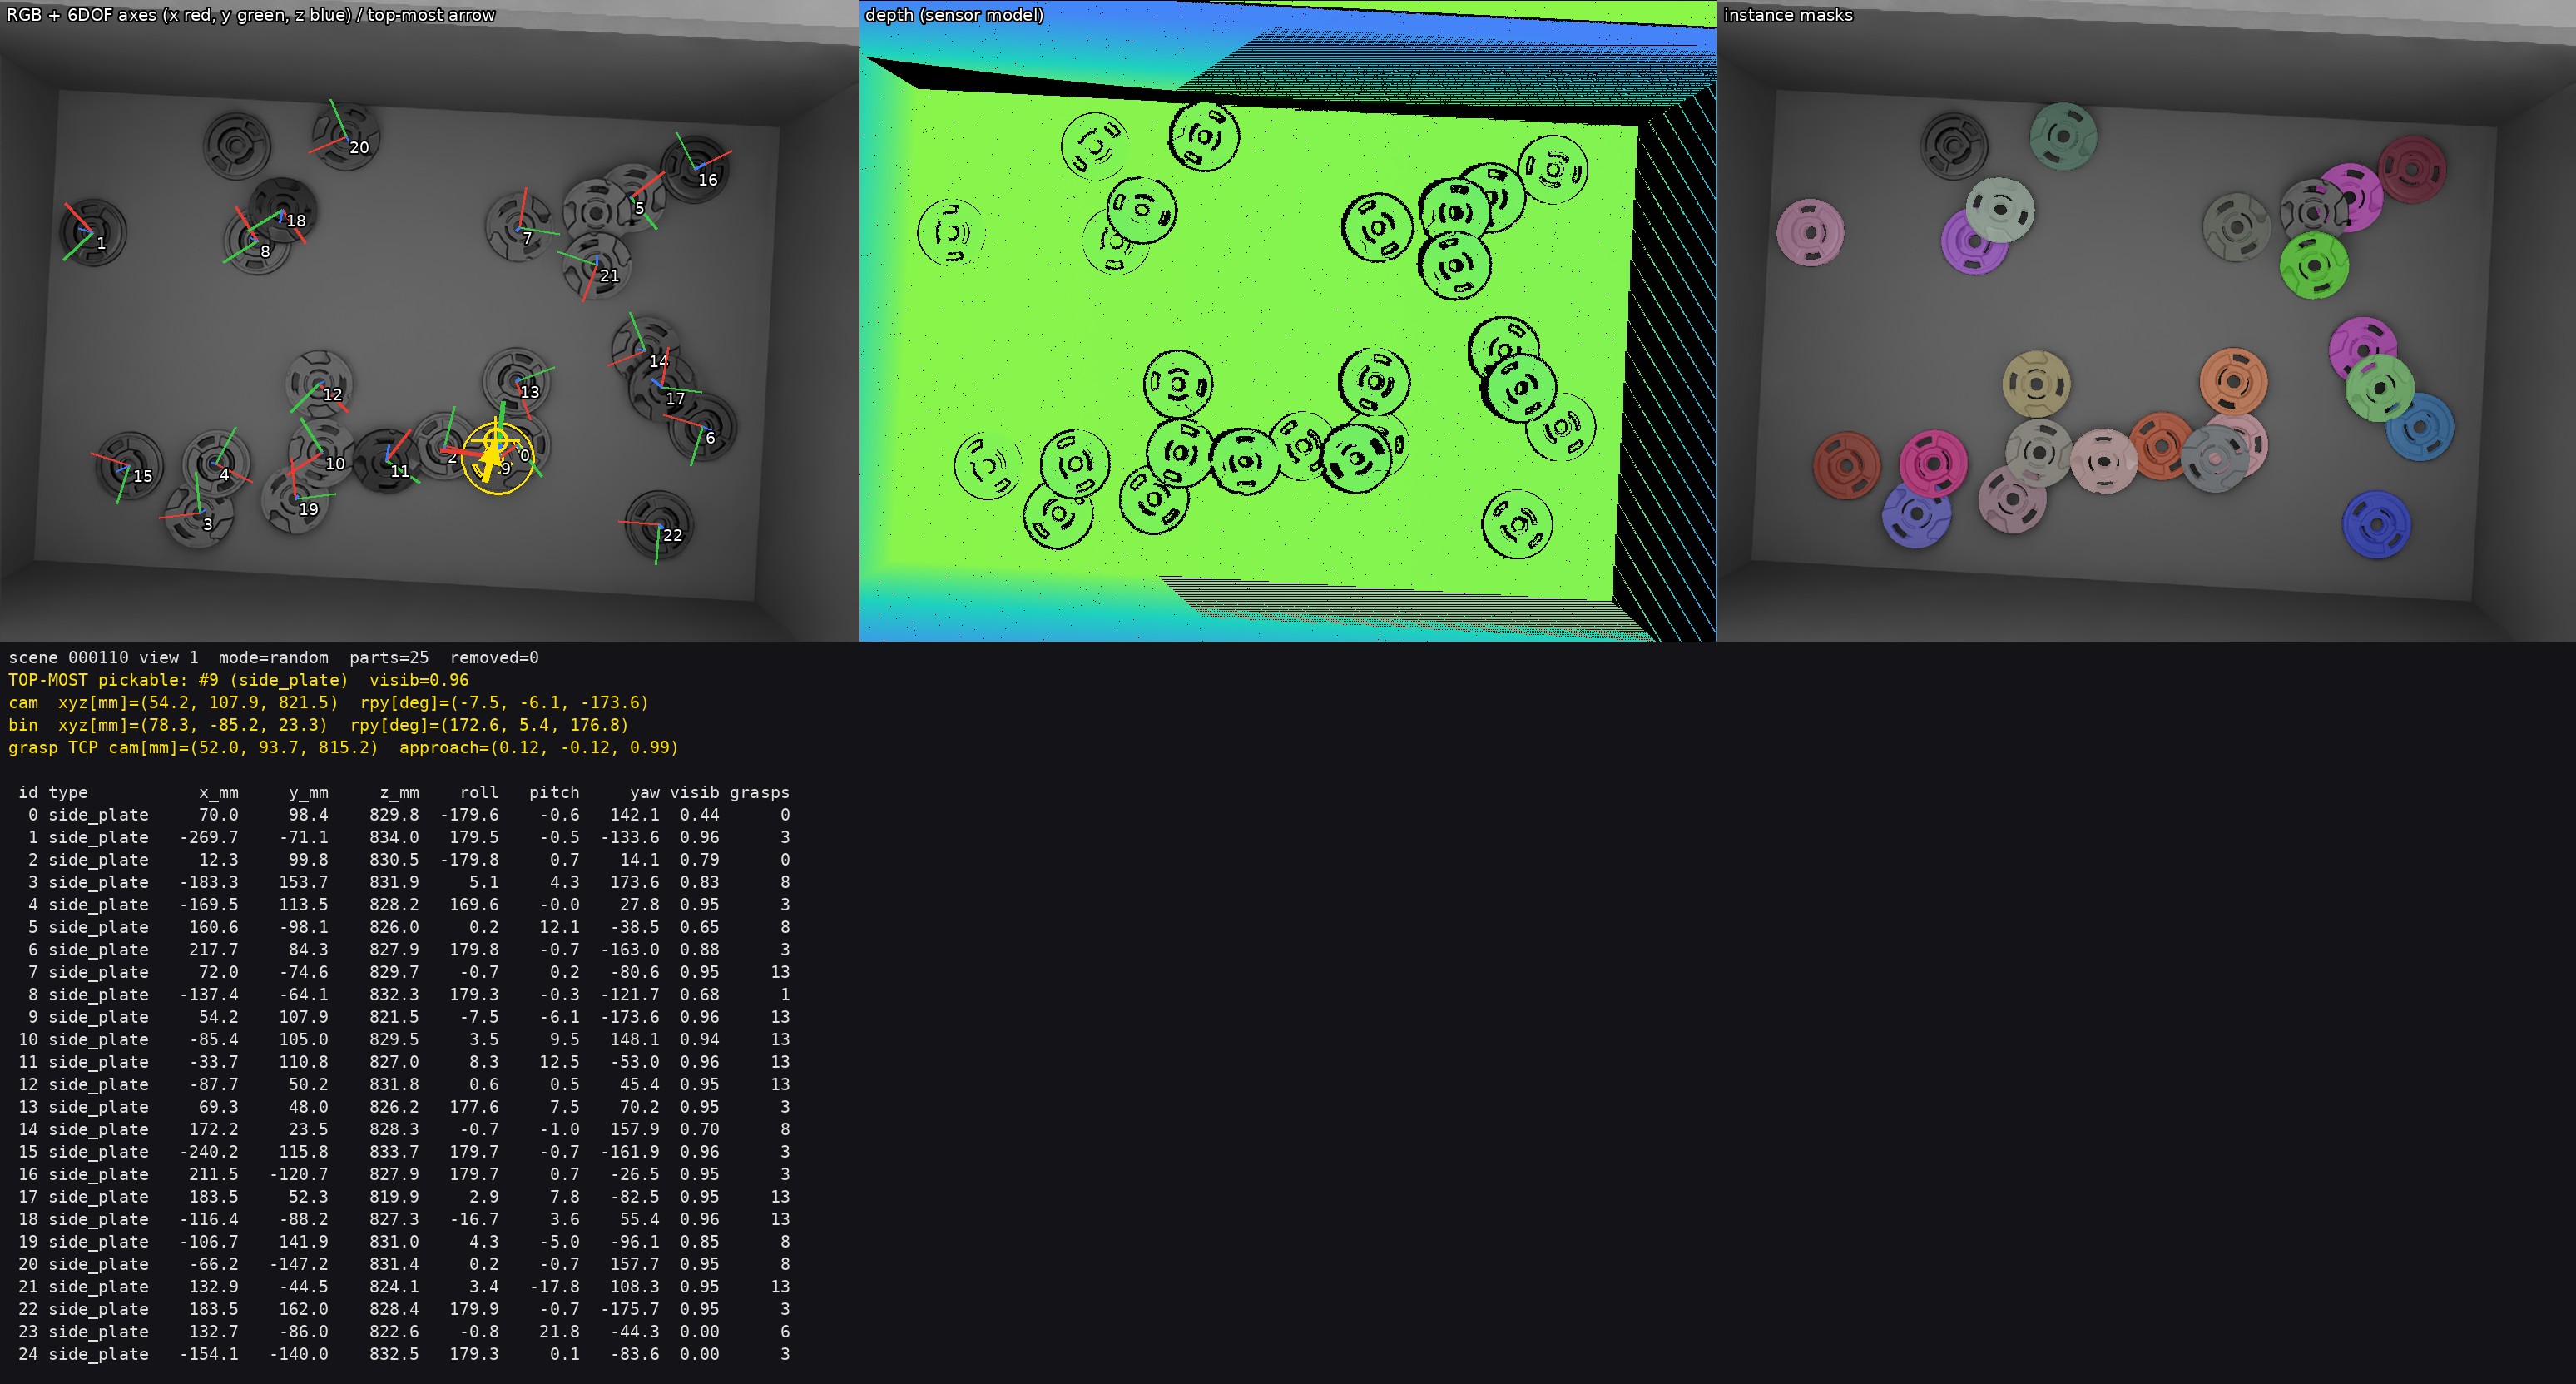 RGB + 6DOF axes (x red, y green, z blue) / top-most arrow
depth (sensor model)
instance masks
20
16
1
18
8
5
7
21
14
12
13
17
6
10
2
9
0
15
4
11
19
3
22
scene 000110 view 1  mode=random  parts=25  removed=0
TOP-MOST pickable: #9 (side_plate)  visib=0.96
cam  xyz[mm]=(54.2, 107.9, 821.5)  rpy[deg]=(-7.5, -6.1, -173.6)
bin  xyz[mm]=(78.3, -85.2, 23.3)  rpy[deg]=(172.6, 5.4, 176.8)
grasp TCP cam[mm]=(52.0, 93.7, 815.2)  approach=(0.12, -0.12, 0.99)
id type x_mm y_mm z_mm roll pitch yaw visib grasps
0 side_plate 70.0 98.4 829.8 -179.6 -0.6 142.1 0.44 0
1 side_plate -269.7 -71.1 834.0 179.5 -0.5 -133.6 0.96 3
2 side_plate 12.3 99.8 830.5 -179.8 0.7 14.1 0.79 0
3 side_plate -183.3 153.7 831.9 5.1 4.3 173.6 0.83 8
4 side_plate -169.5 113.5 828.2 169.6 -0.0 27.8 0.95 3
5 side_plate 160.6 -98.1 826.0 0.2 12.1 -38.5 0.65 8
6 side_plate 217.7 84.3 827.9 179.8 -0.7 -163.0 0.88 3
7 side_plate 72.0 -74.6 829.7 -0.7 0.2 -80.6 0.95 13
8 side_plate -137.4 -64.1 832.3 179.3 -0.3 -121.7 0.68 1
9 side_plate 54.2 107.9 821.5 -7.5 -6.1 -173.6 0.96 13
10 side_plate -85.4 105.0 829.5 3.5 9.5 148.1 0.94 13
11 side_plate -33.7 110.8 827.0 8.3 12.5 -53.0 0.96 13
12 side_plate -87.7 50.2 831.8 0.6 0.5 45.4 0.95 13
13 side_plate 69.3 48.0 826.2 177.6 7.5 70.2 0.95 3
14 side_plate 172.2 23.5 828.3 -0.7 -1.0 157.9 0.70 8
15 side_plate -240.2 115.8 833.7 179.7 -0.7 -161.9 0.96 3
16 side_plate 211.5 -120.7 827.9 179.7 0.7 -26.5 0.95 3
17 side_plate 183.5 52.3 819.9 2.9 7.8 -82.5 0.95 13
18 side_plate -116.4 -88.2 827.3 -16.7 3.6 55.4 0.96 13
19 side_plate -106.7 141.9 831.0 4.3 -5.0 -96.1 0.85 8
20 side_plate -66.2 -147.2 831.4 0.2 -0.7 157.7 0.95 8
21 side_plate 132.9 -44.5 824.1 3.4 -17.8 108.3 0.95 13
22 side_plate 183.5 162.0 828.4 179.9 -0.7 -175.7 0.95 3
23 side_plate 132.7 -86.0 822.6 -0.8 21.8 -44.3 0.00 6
24 side_plate -154.1 -140.0 832.5 179.3 0.1 -83.6 0.00 3